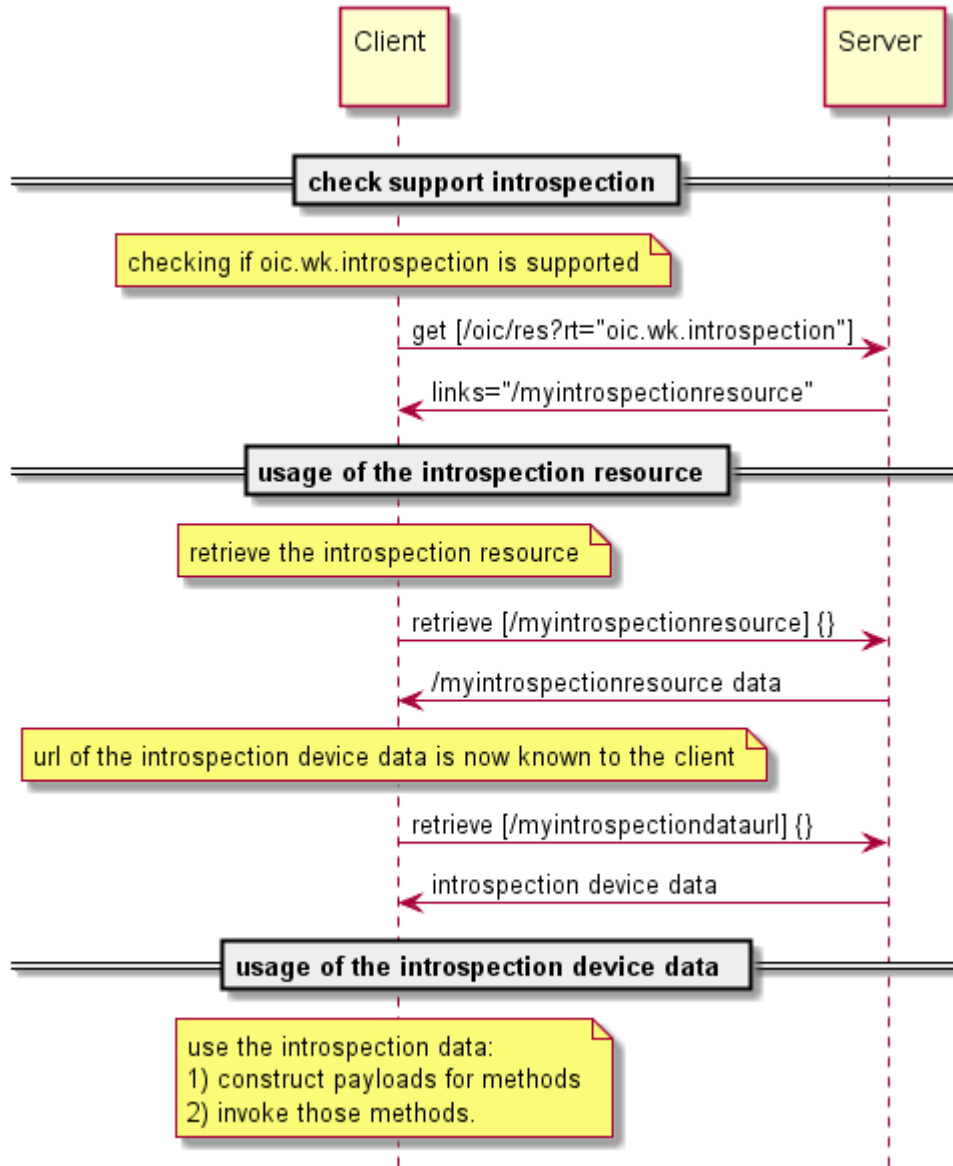 Client
Server
check support introspection
checking if oic.wk.introspection is supported
get [/oic/res?rt="oic.wk.introspection"]
links="/myintrospectionresource"
usage of the introspection resource
retrieve the introspection resource
retrieve [/myintrospectionresource] {}
/myintrospectionresource data
url of the introspection device data is now known to the client
retrieve [/myintrospectiondataurl] {}
introspection device data
usage of the introspection device data
use the introspection data:
1) construct payloads for methods
2) invoke those methods.